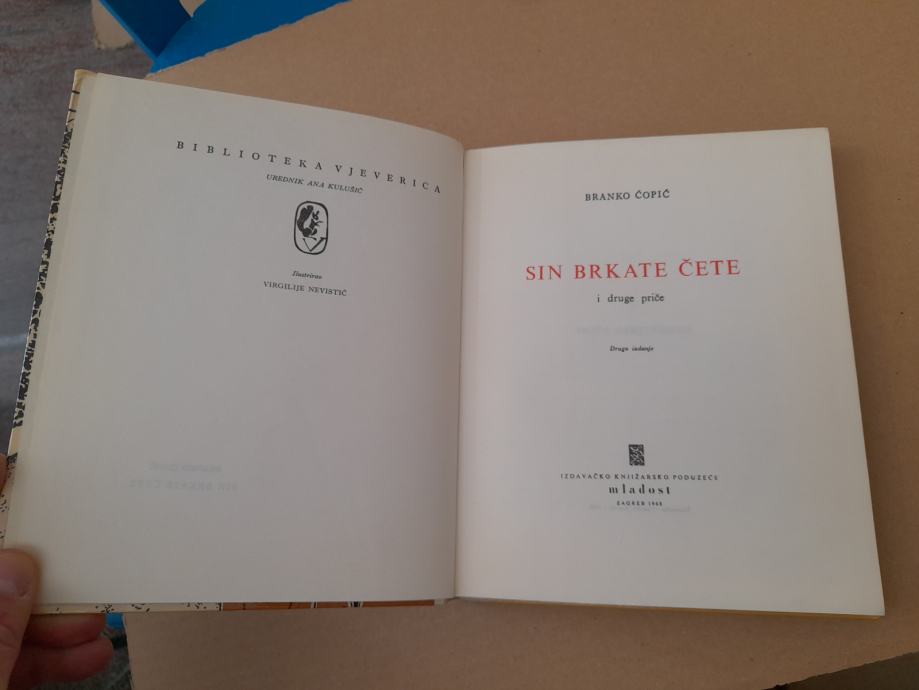 BIBLIOTEKA VJEVERICA
UREDNIK ANA KULUŠIĆ
Ilustrirao
VIRGILIJE NEVISTIĆ
BRANKO ĆOPIĆ
SIN BRKATE ČETE
i druge priče
Drugo izdanje
IZDAVAČKO KNJIŽARSKO PODUZEĆE
mladost
ZAGREB